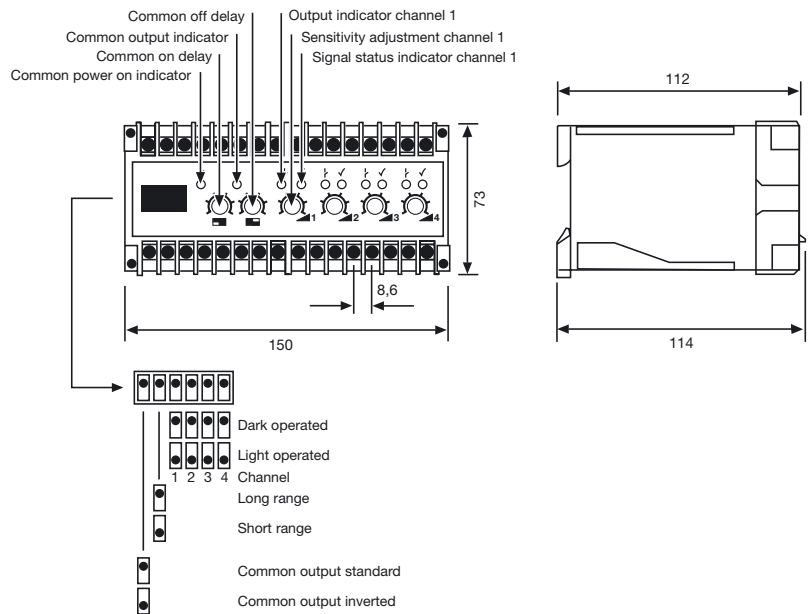 Common off delay
Output indicator channel 1
Common output indicator
Sensitivity adjustment channel 1
Common on delay
Signal status indicator channel 1
Common power on indicator
112
73
1
2
3
4
8,6
150
114
Dark operated
Light operated
1 2 3 4 Channel
Long range
Short range
Common output standard
Common output inverted